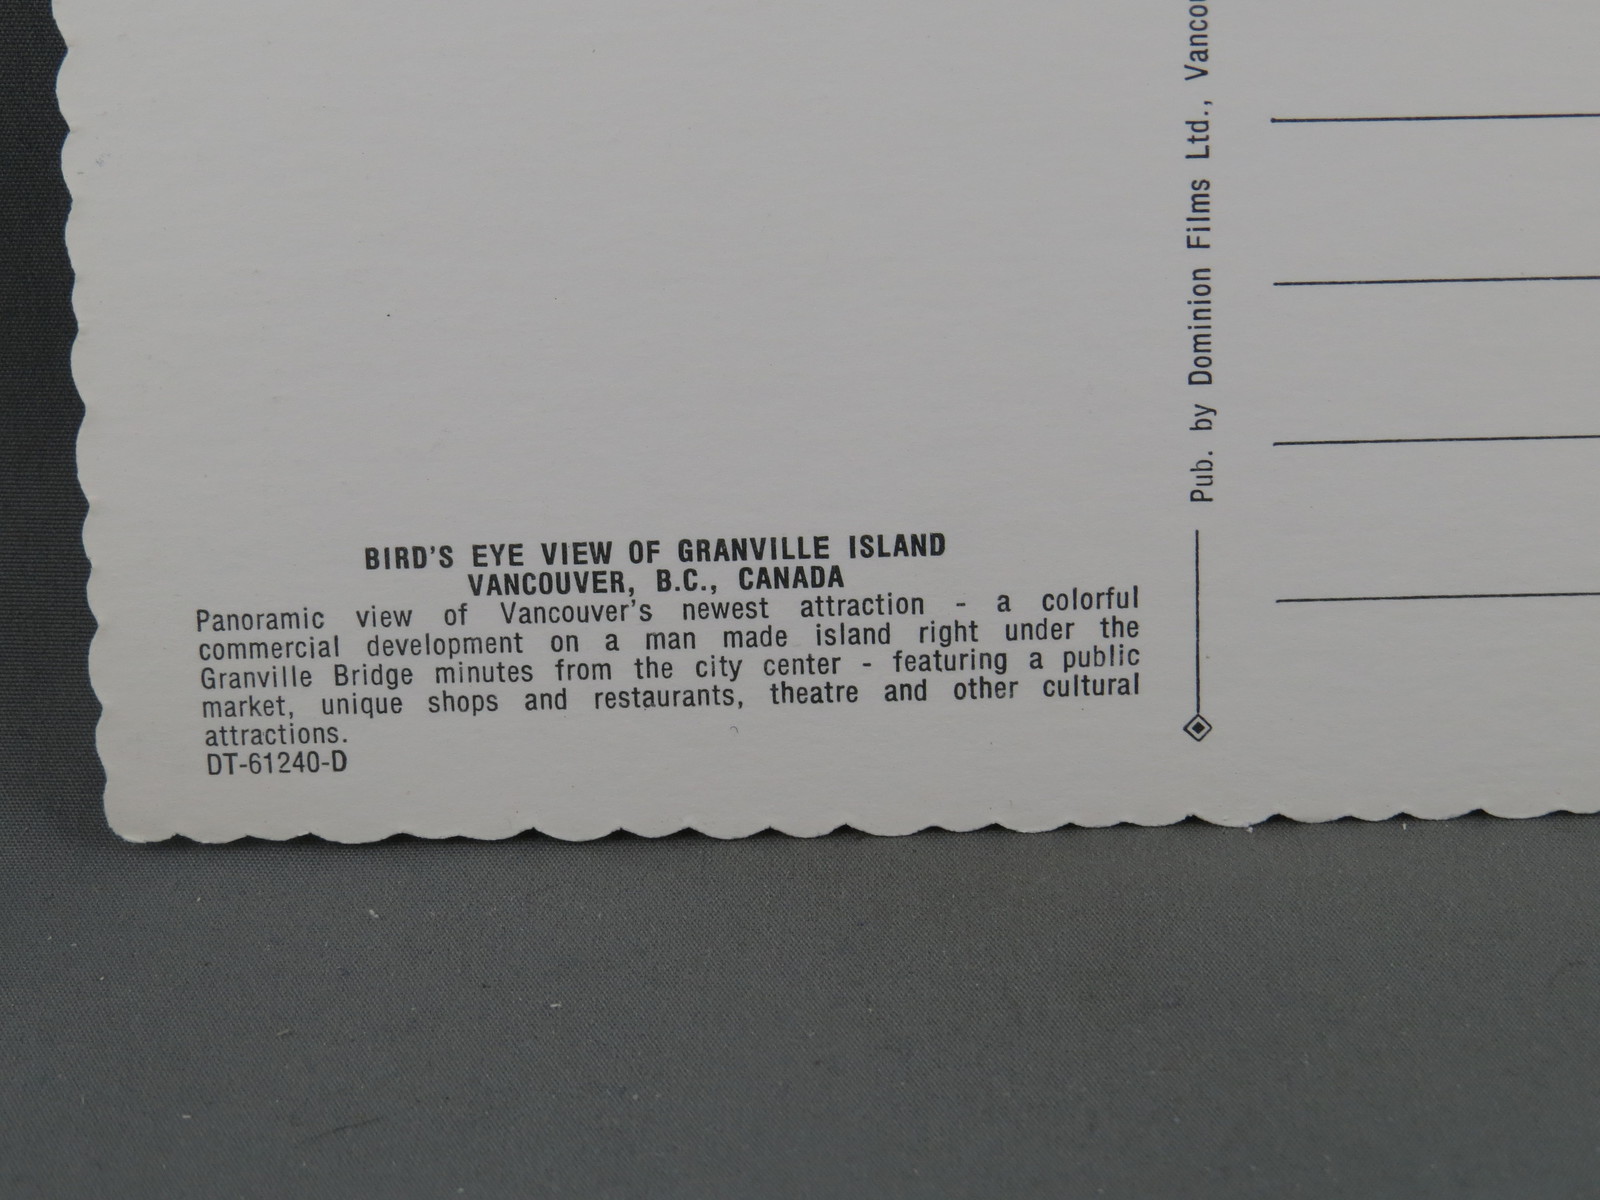 BIRD'S EYE VIEW OF GRANVILLE ISLAND
VANCOUVER, B.C., CANADA
Panoramic view of Vancouver's newest attraction - a colorful
commercial development on a man made island right under the
Granville Bridge minutes from the city center - featuring a public
market, unique shops and restaurants, theatre and other cultural
attractions.
DT-61240-D
Pub. by Dominion Films Ltd.,